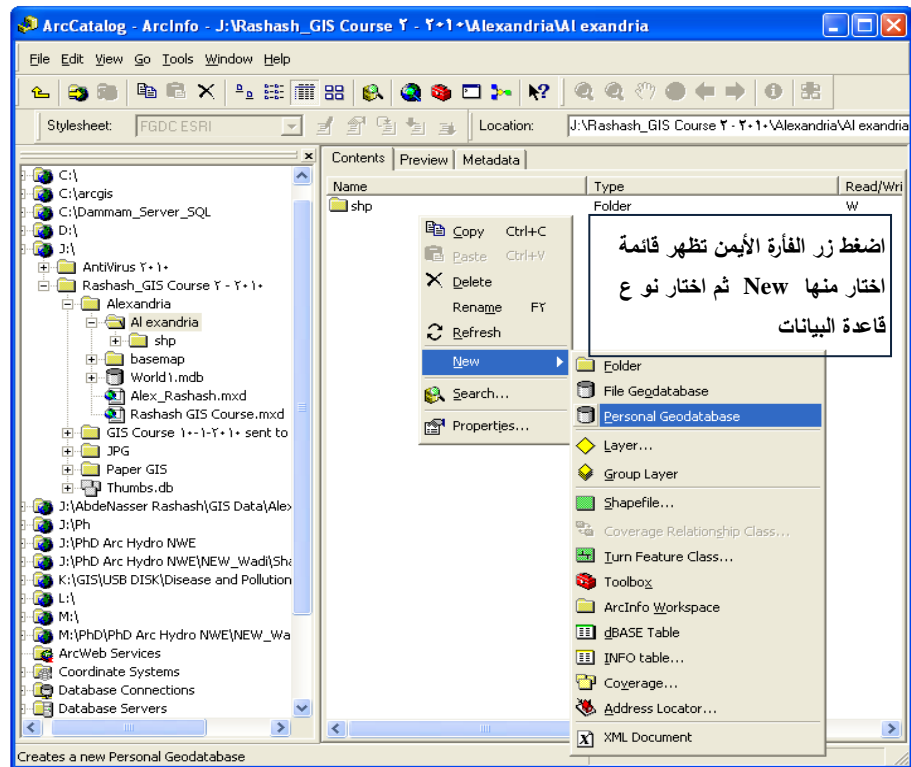 ArcCatalog - ArcInfo - J:\Rashash_GIS Course ٢ - ٢٠١٠\Alexandria\Al exandria
File Edit View Go Tools Window Help
Stylesheet: FGDC ESRI Location: J:\Rashash_GIS Course ٢ - ٢٠١٠\Alexandria\Al exandria
C:\
C:\arcgis
C:\Dammam_Server_SQL
D:\
J:\
AntiVirus ٢٠١٠
Rashash_GIS Course ٢ - ٢٠١٠
Alexandria
Al exandria
shp
basemap
World١.mdb
Alex_Rashash.mxd
Rashash GIS Course.mxd
GIS Course ١٠-١-٢٠١٠ sent to
JPG
Paper GIS
Thumbs.db
J:\AbdeNasser Rashash\GIS Data\Ale
J:\Ph
J:\PhD Arc Hydro NWE
J:\PhD Arc Hydro NWE\NEW_Wadi\Sha
K:\GIS\USB DISK\Disease and Pollution
L:\
M:\
M:\PhD\PhD Arc Hydro NWE\NEW_Wa
ArcWeb Services
Coordinate Systems
Database Connections
Database Servers
Contents Preview Metadata
Name Type Read/Wri
shp Folder W
Copy Ctrl+C
Paste Ctrl+V
Delete
Rename F٢
Refresh
New
Search...
Properties...
اضغط زر الفأرة الأيمن تظهر قائمة
اختار منها New ثم اختار نو ع
قاعدة البيانات
Folder
File Geodatabase
Personal Geodatabase
Layer...
Group Layer
Shapefile...
Coverage Relationship Class...
Turn Feature Class...
Toolbox
ArcInfo Workspace
dBASE Table
INFO table...
Coverage...
Address Locator...
XML Document
Creates a new Personal Geodatabase